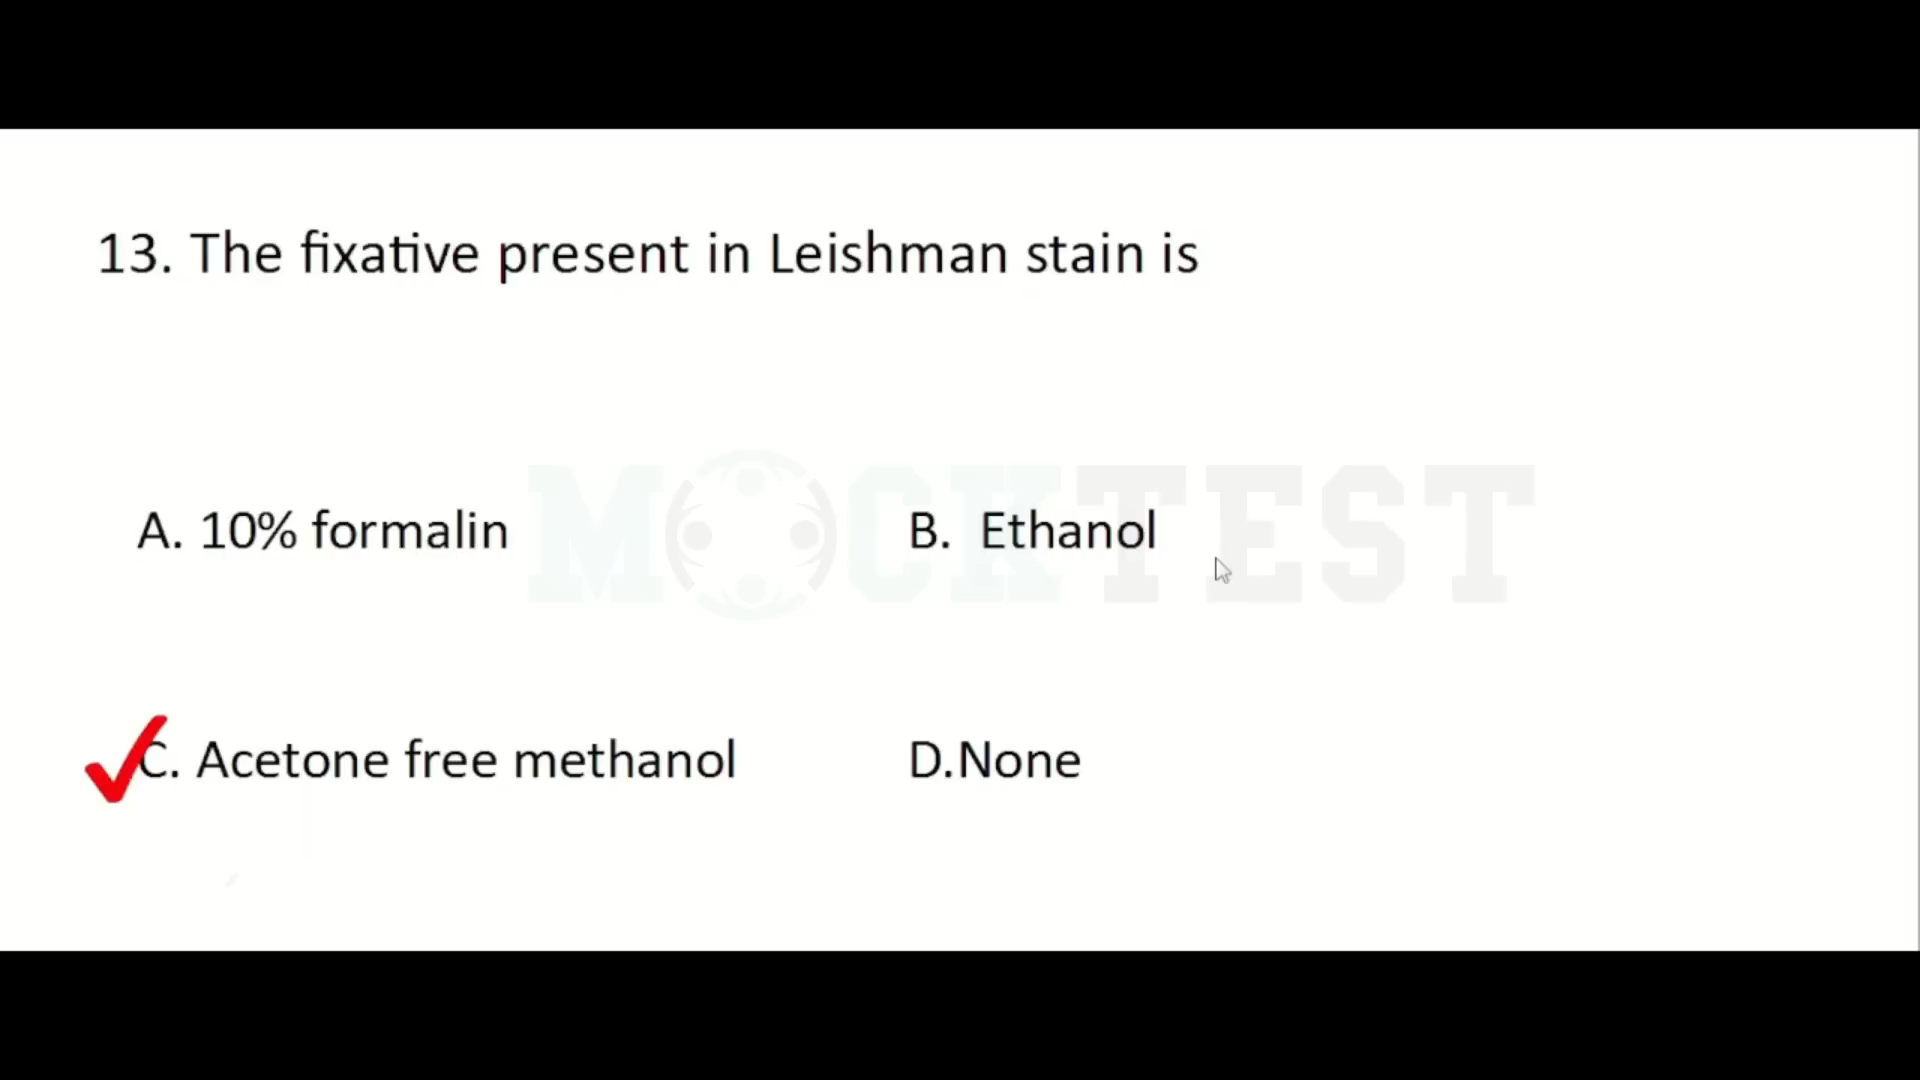 13. The fixative present in Leishman stain is
MOCKTEST
A. 10% formalin
B. Ethanol
C. Acetone free methanol
D.None